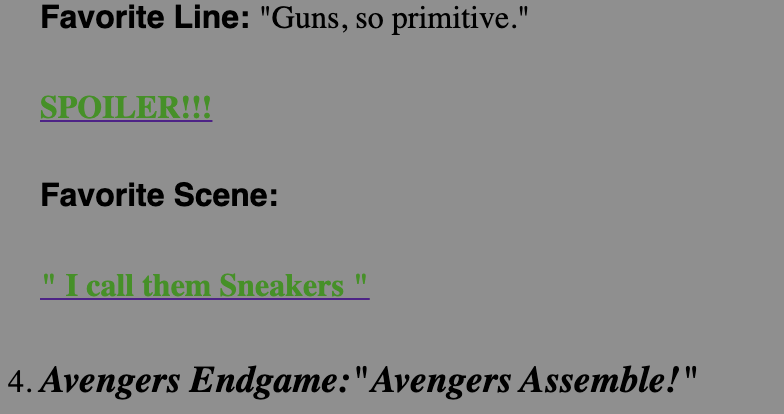 Favorite Line: "Guns, so primitive."
SPOILER!!!
Favorite Scene:
" I call them Sneakers "
4. Avengers Endgame:"Avengers Assemble!"